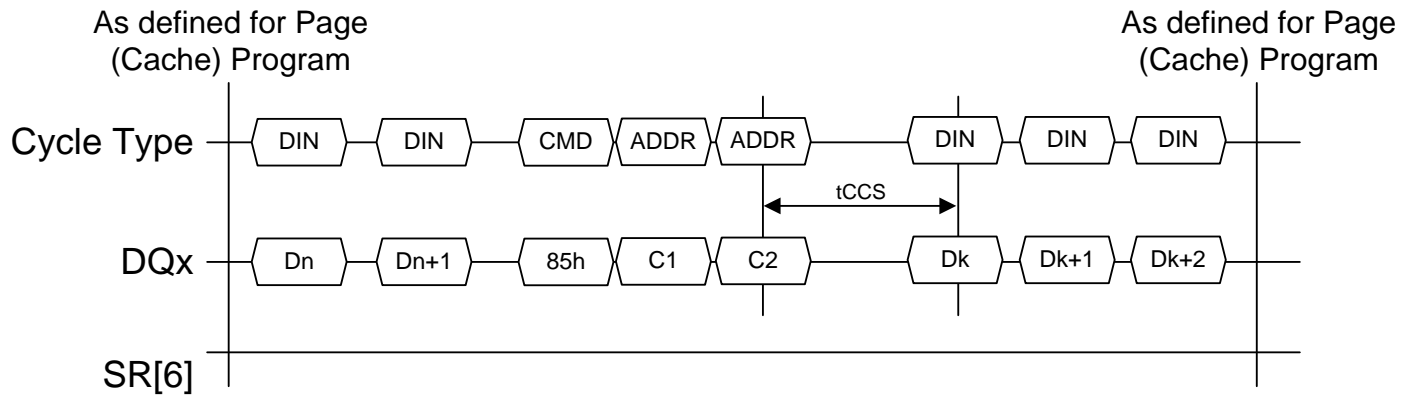 As defined for Page
(Cache) Program
As defined for Page
(Cache) Program
Cycle Type DIN DIN CMD ADDR ADDR DIN DIN DIN
tCCS
DQx Dn Dn+1 85h C1 C2 Dk Dk+1 Dk+2
SR[6]